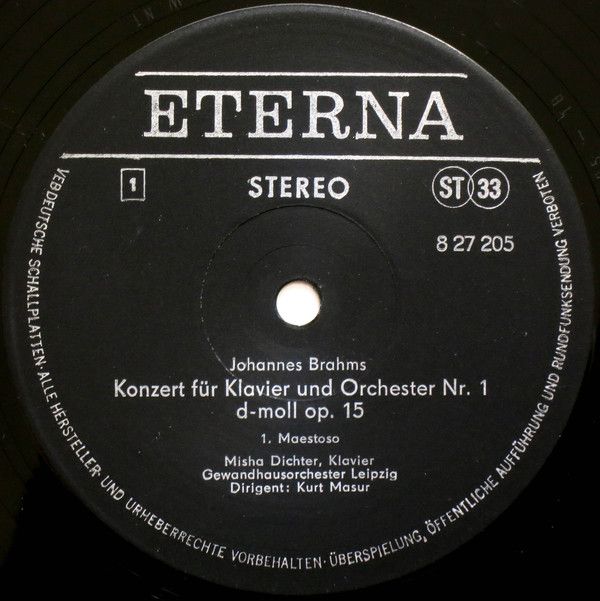 ETERNA
1 STEREO ST 33
8 27 205
Johannes Brahms
Konzert für Klavier und Orchester Nr. 1
d-moll op. 15
1. Maestoso
Misha Dichter, Klavier
Gewandhausorchester Leipzig
Dirigent: Kurt Masur
VEB DEUTSCHE SCHALLPLATTEN · ALLE HERSTELLER- UND URHEBERRECHTE VORBEHALTEN · ÜBERSPIELUNG, ÖFFENTLICHE AUFFÜHRUNG UND RUNDFUNKSENDUNG VERBOTEN